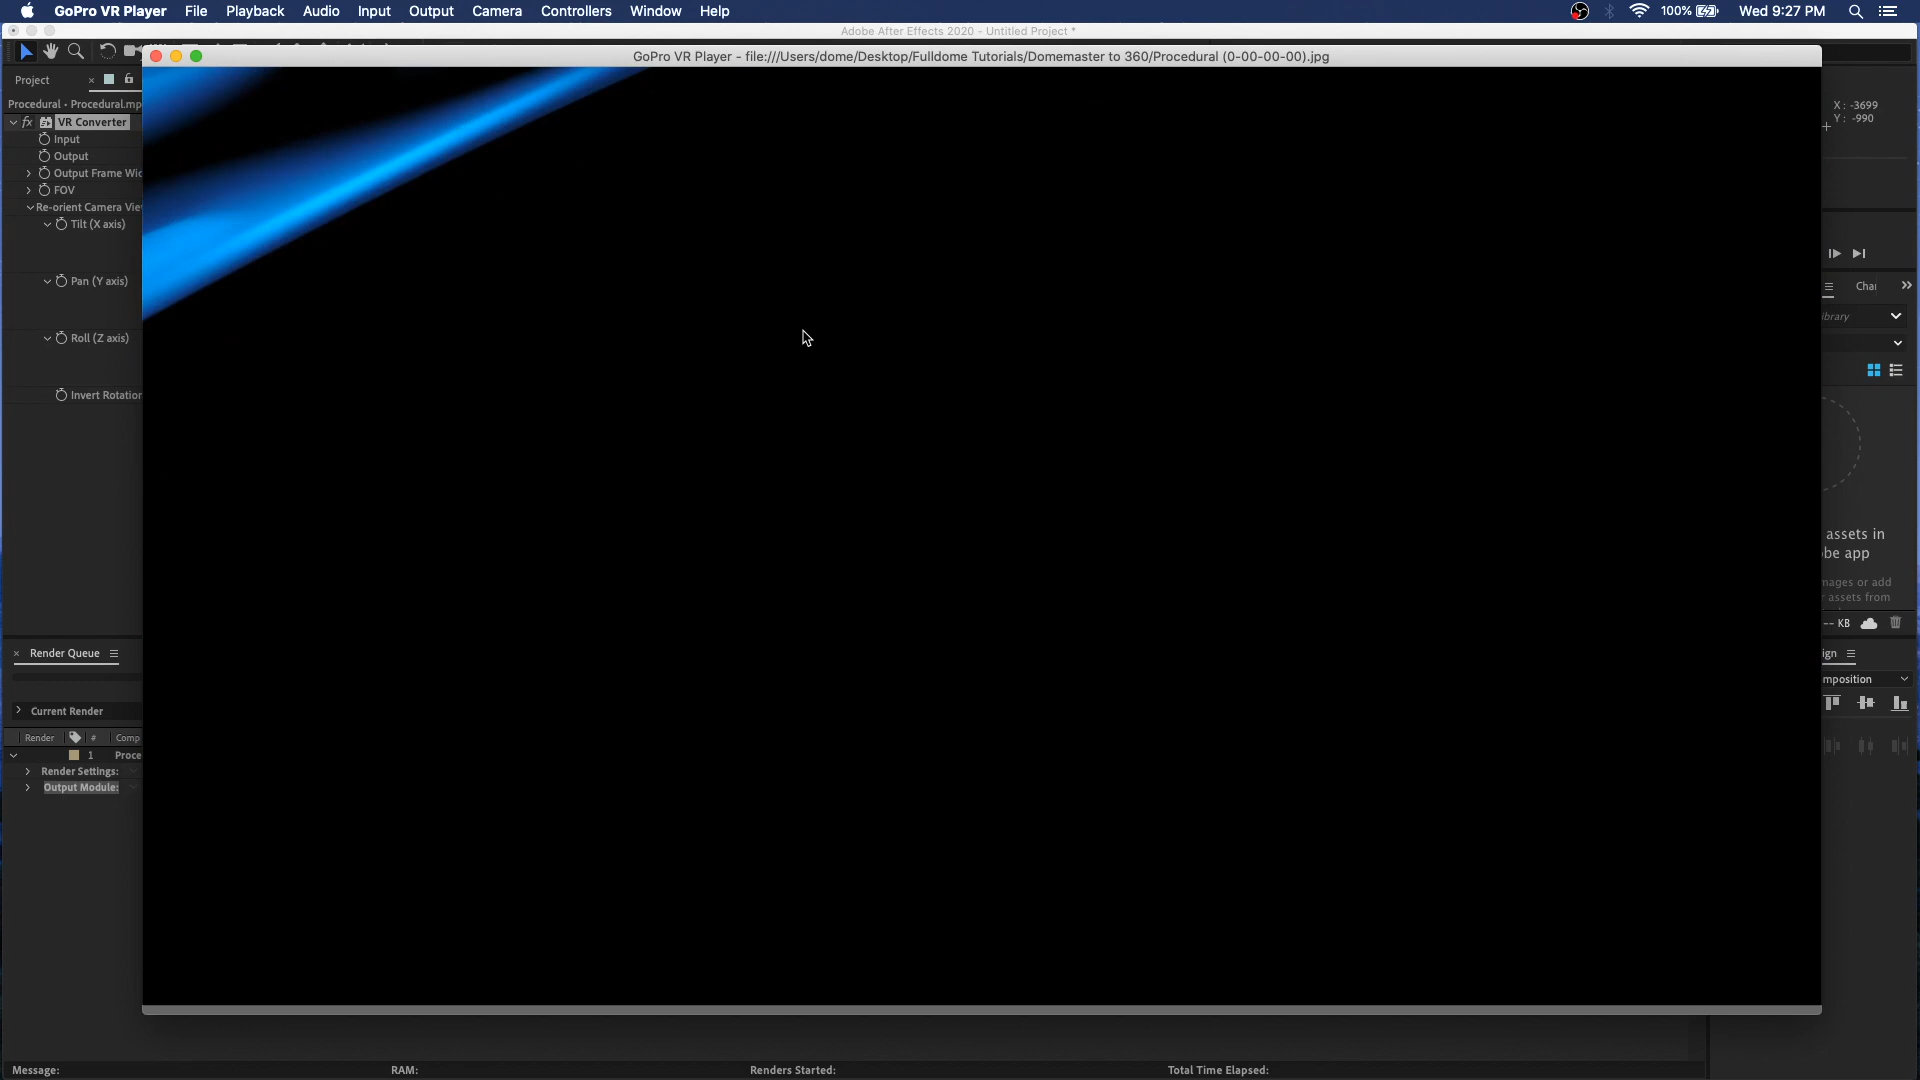 GoPro VR Player File Playback Audio Input Output Camera Controllers Window Help 100% Wed 9:27 PM
Adobe After Effects 2020 - Untitled Project *
GoPro VR Player - file:///Users/dome/Desktop/Fulldome Tutorials/Domemaster to 360/Procedural (0-00-00-00).jpg
Project
Procedural • Procedural.mp
X: -3699
Y: -990
fx VR Converter
Input
Output
Output Frame Wid
FOV
Re-orient Camera Vie
Tilt (X axis)
Pan (Y axis)
Roll (Z axis)
Invert Rotation
Char
ibrary
assets in
be app
mages or add
assets from
-- KB
Render Queue
ign
mposition
Current Render
Render # Comp
1 Proce
Render Settings:
Output Module:
Message: RAM: Renders Started: Total Time Elapsed: